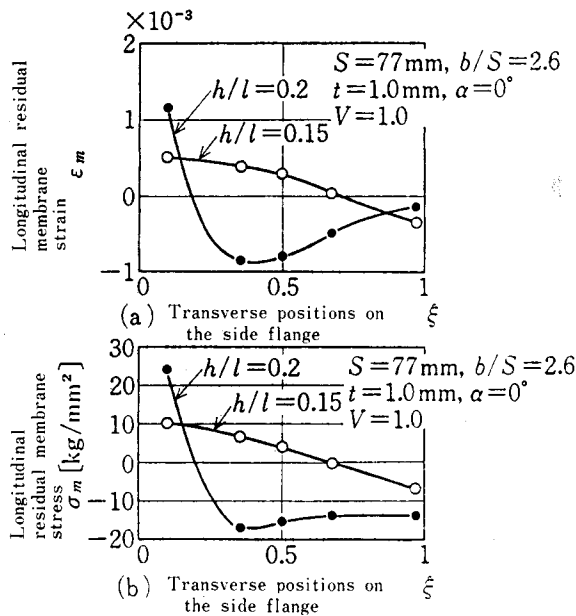 ×10⁻³
2
1
0
−1
Longitudinal residual
membrane
strain
εm
S=77mm, b/S=2.6
t=1.0mm, α=0°
V=1.0
h/l=0.2
h/l=0.15
0 0.5 1
(a) Transverse positions on
the side flange
ξ
30
20
10
0
−10
−20
Longitudinal
residual membrane
stress
σm [kg/mm²]
S=77mm, b/S=2.6
t=1.0mm, α=0°
V=1.0
h/l=0.2
h/l=0.15
0 0.5 1
(b) Transverse positions on
the side flange
ξ